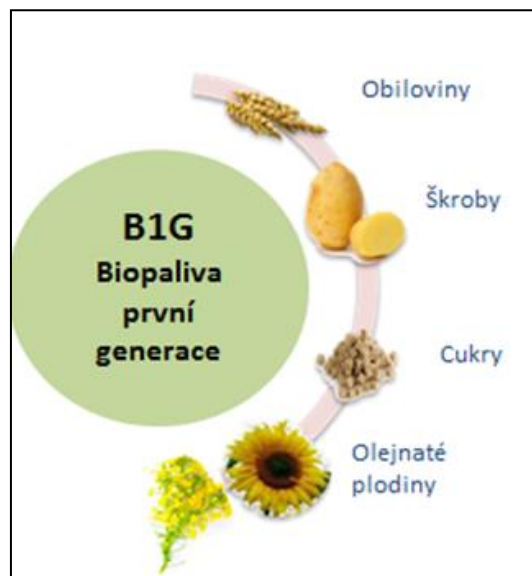 Obiloviny
Škroby
B1G
Biopaliva
první
generace
Cukry
Olejnaté
plodiny